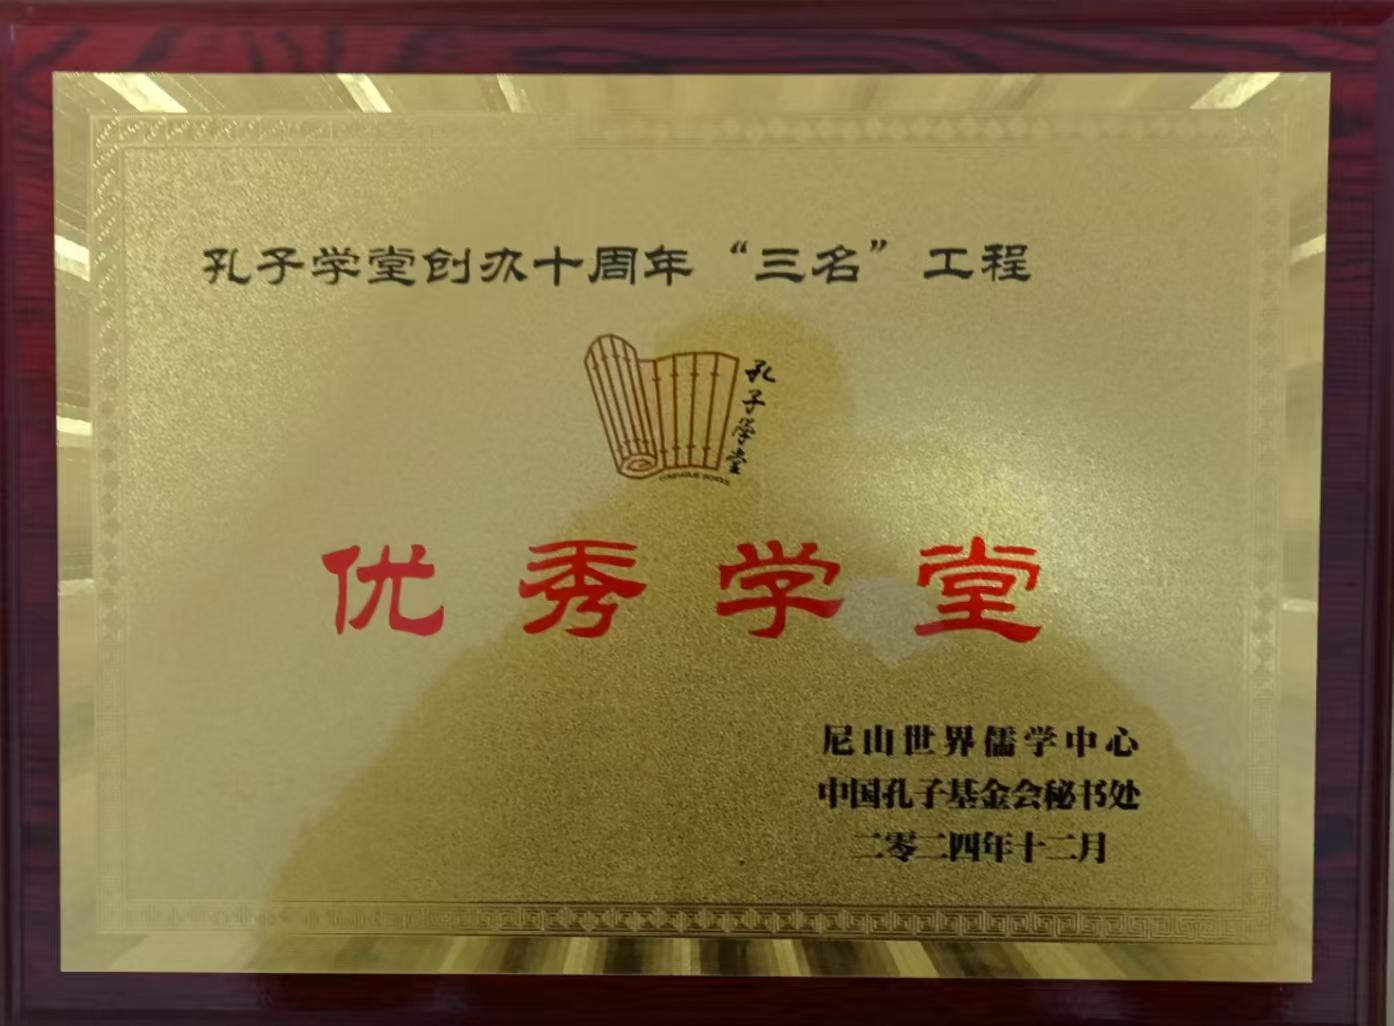 孔子学堂创办十周年“三名”工程
孔子学堂
CONFUCIUS SCHOOL
优秀学堂
尼山世界儒学中心
中国孔子基金会秘书处
二零二四年十二月